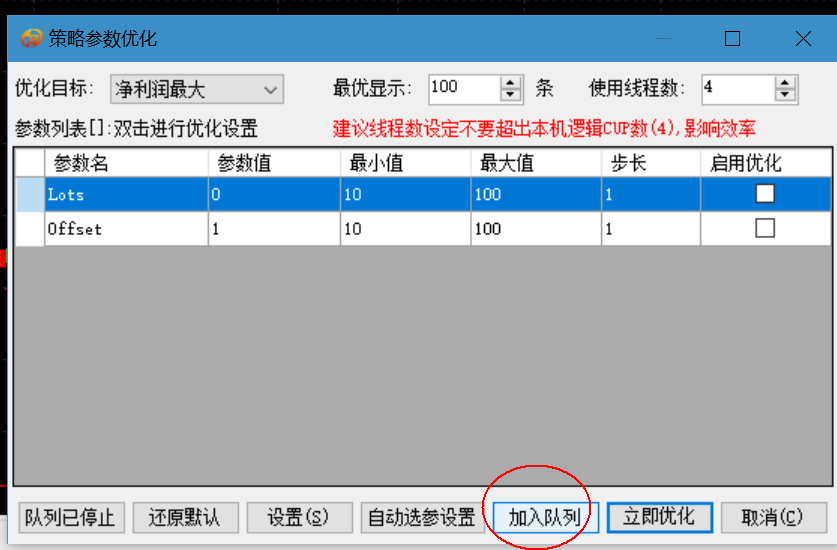 策略参数优化
优化目标: 净利润最大 最优显示: 100 条 使用线程数: 4
参数列表[]:双击进行优化设置 建议线程数设定不要超出本机逻辑CUP数(4),影响效率
参数名 参数值 最小值 最大值 步长 启用优化
Lots 0 10 100 1
Offset 1 10 100 1
队列已停止 还原默认 设置(S) 自动选参设置 加入队列 立即优化 取消(C)